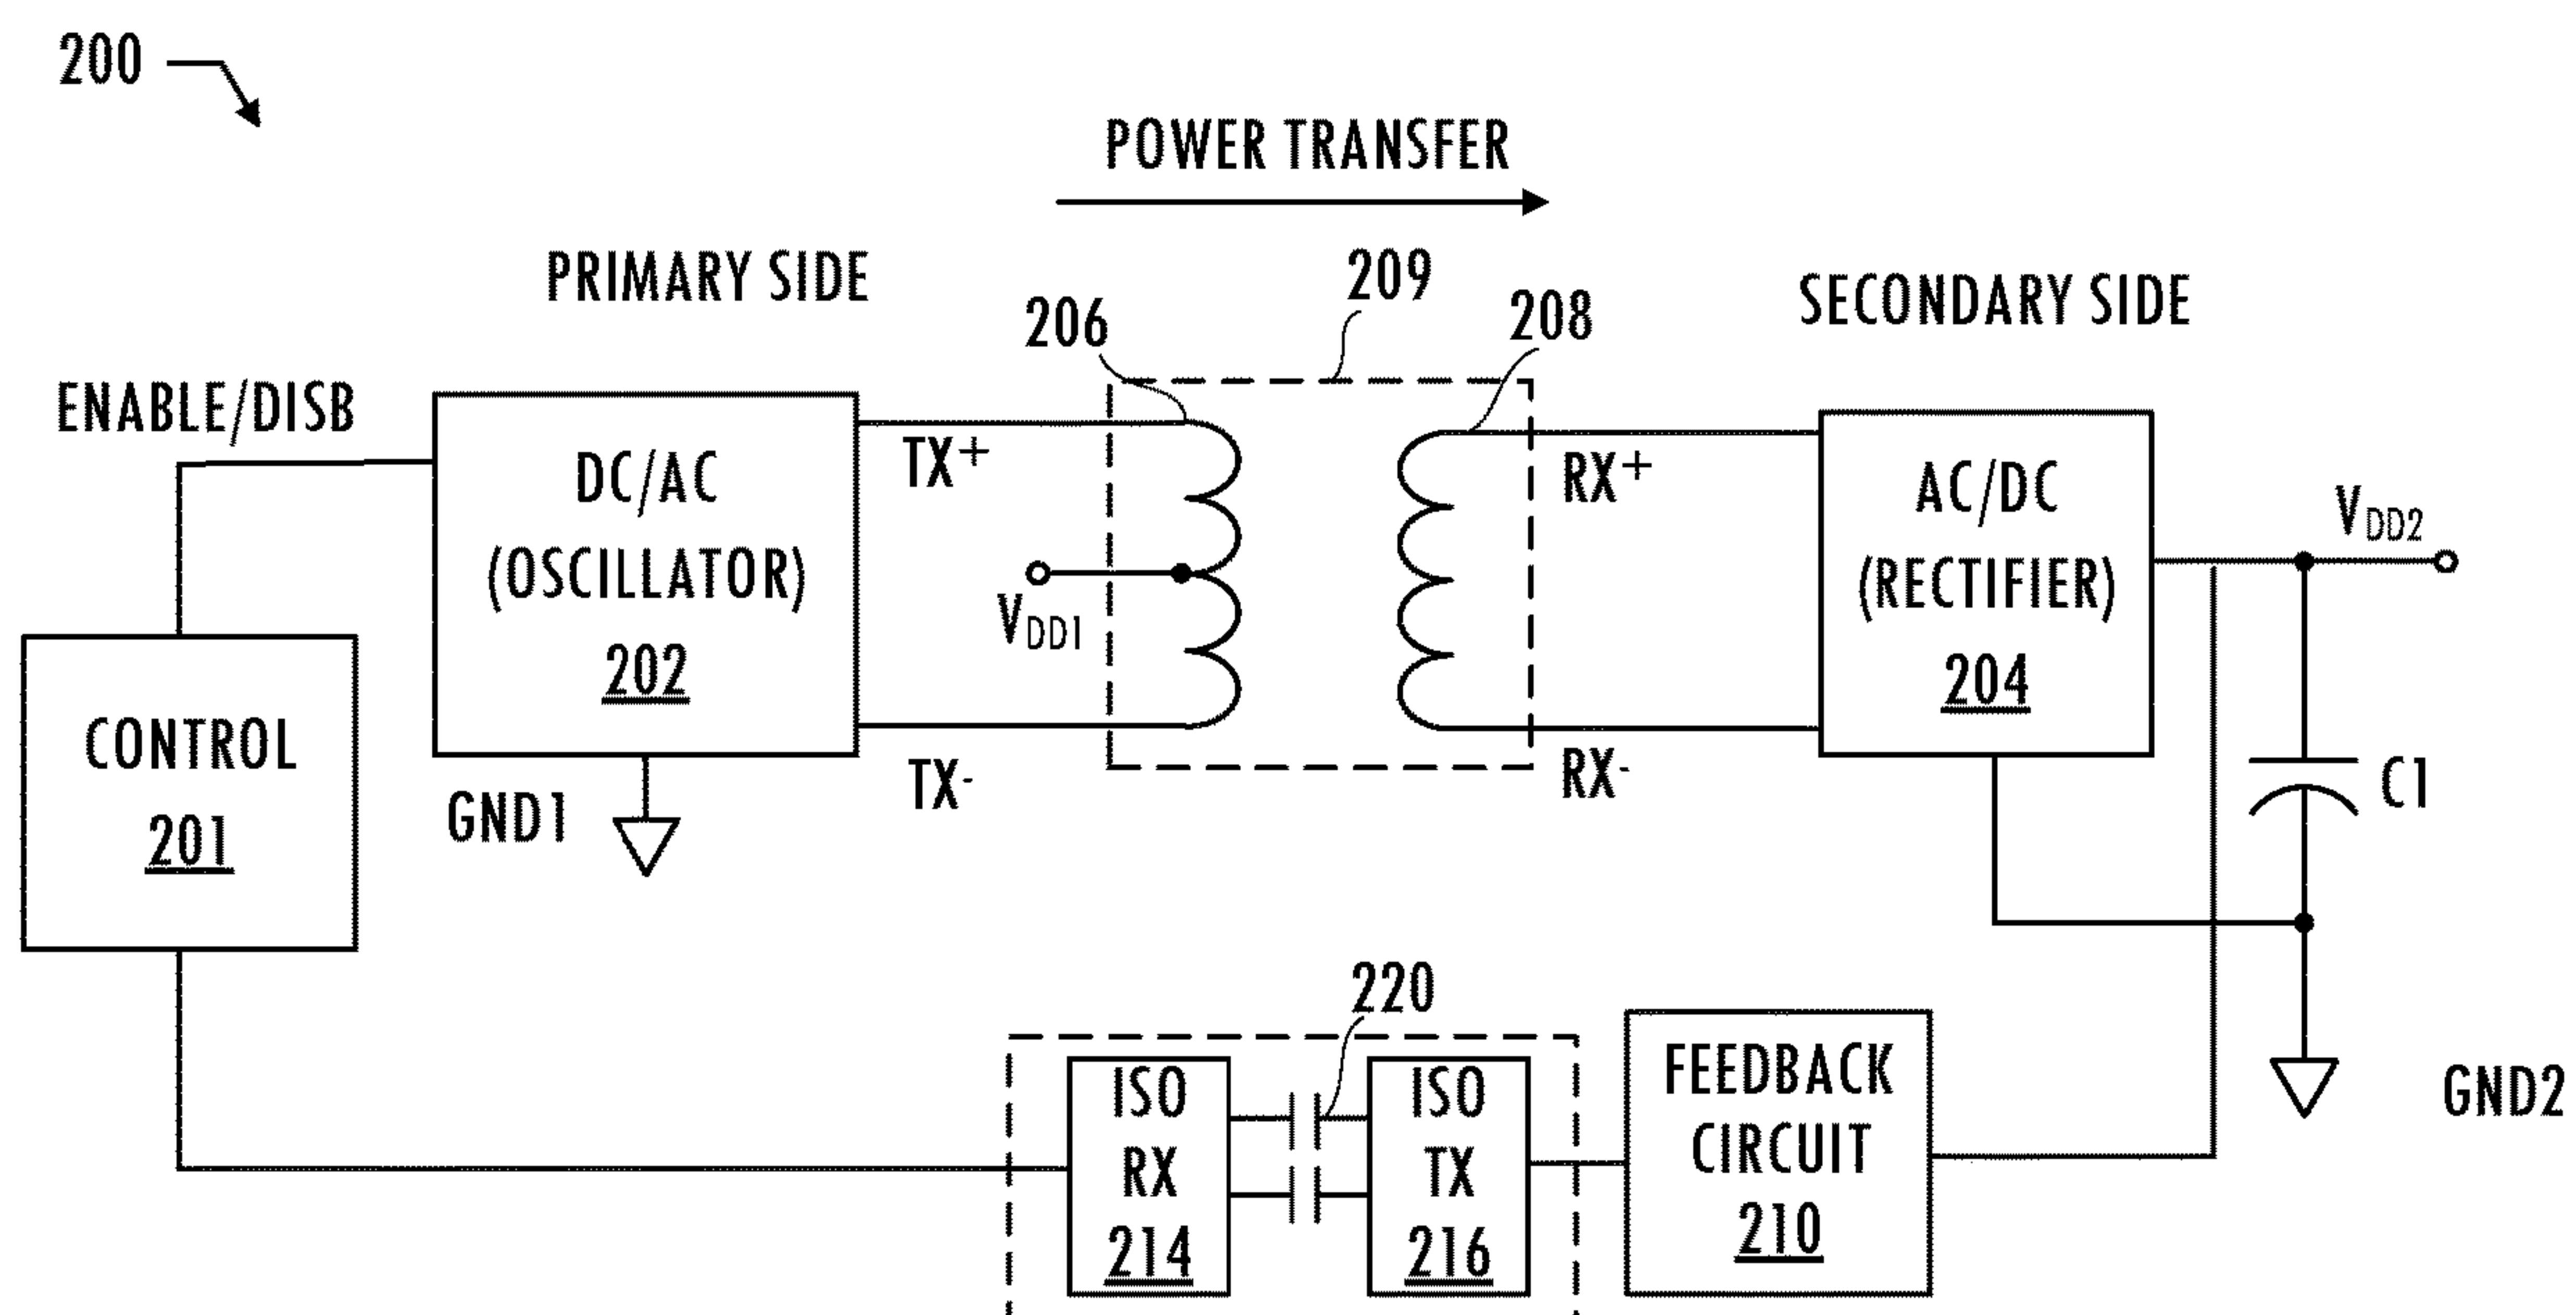 200
POWER TRANSFER
PRIMARY SIDE
209
206
208
SECONDARY SIDE
ENABLE/DISB
DC/AC
(OSCILLATOR)
202
TX+
TX-
V_DD1
RX+
RX-
AC/DC
(RECTIFIER)
204
V_DD2
C1
CONTROL
201
GND1
GND2
220
ISO
RX
214
ISO
TX
216
FEEDBACK
CIRCUIT
210